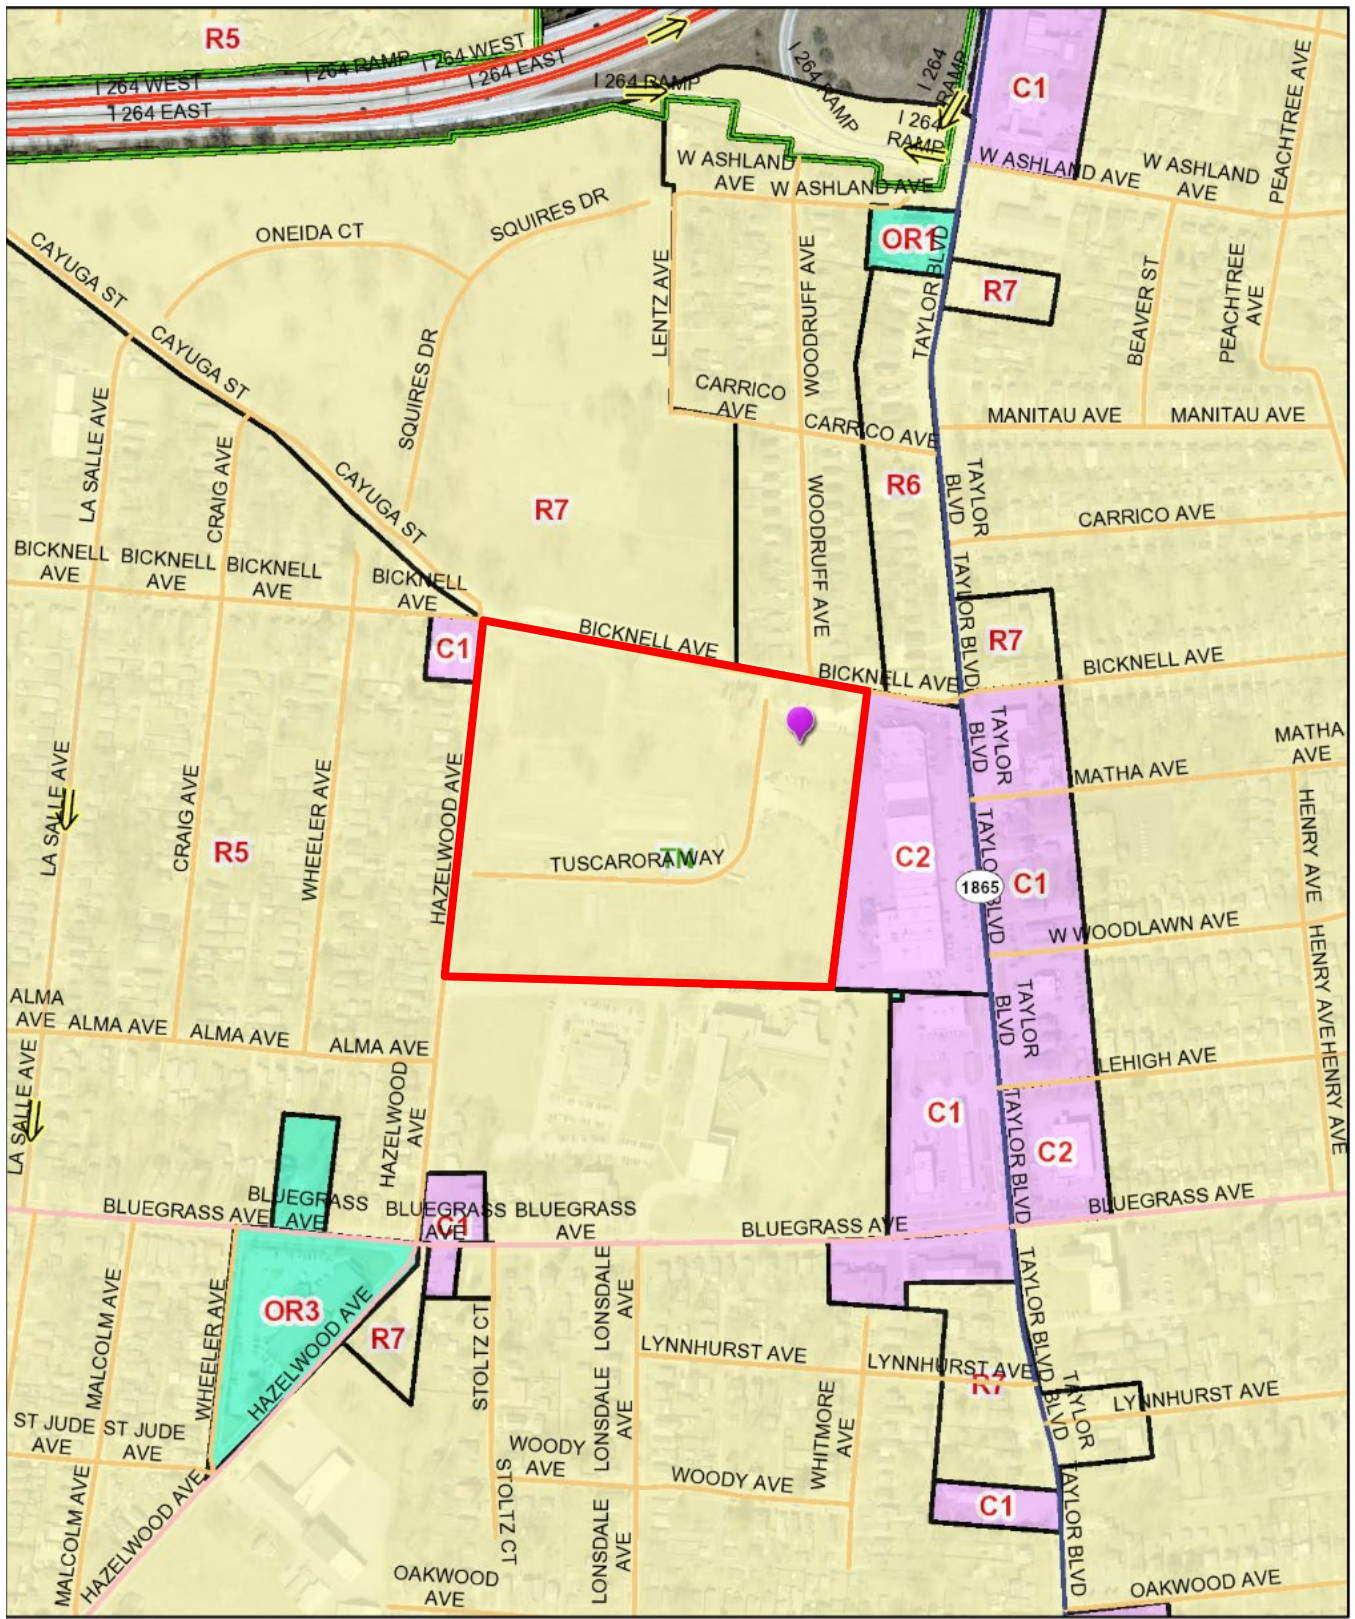 R5
I 264 RAMP
I 264 WEST
I 264 WEST
I 264 EAST
I 264 EAST
I 264 RAMP
I 264
RAMP
I 264 RAMP
I 264
RAMP
C1
PEACHTREE AVE
W ASHLAND
AVE
W ASHLAND AVE
W ASHLAND AVE
W ASHLAND
AVE
SQUIRES DR
ONEIDA CT
CAYUGA ST
OR1
TAYLOR BLVD
R7
LENTZ AVE
WOODRUFF AVE
BEAVER ST
PEACHTREE
AVE
CAYUGA ST
SQUIRES DR
LA SALLE AVE
CRAIG AVE
CARRICO
AVE
CARRICO AVE
MANITAU AVE
MANITAU AVE
CAYUGA ST
R7
R6
WOODRUFF AVE
TAYLOR
BLVD
CARRICO AVE
BICKNELL
AVE
BICKNELL
AVE
BICKNELL
AVE
BICKNELL
AVE
TAYLOR BLVD
C1
BICKNELL AVE
R7
BICKNELL AVE
BICKNELL AVE
TAYLOR
BLVD
MATHA
AVE
MATHA AVE
LA SALLE AVE
CRAIG AVE
WHEELER AVE
HAZELWOOD AVE
R5
TN
TUSCARORA WAY
C2
TAYLOR BLVD
1865
C1
HENRY AVE
W WOODLAWN AVE
HENRY AVE
ALMA
AVE
ALMA AVE
ALMA AVE
ALMA AVE
TAYLOR
BLVD
LEHIGH AVE
HENRY AVE
LA SALLE AVE
HAZELWOOD
AVE
C1
TAYLOR BLVD
C2
BLUEGRASS AVE
BLUEGRASS
AVE
BLUEGRASS
AVE
C1
BLUEGRASS
AVE
BLUEGRASS AVE
BLUEGRASS AVE
MALCOLM AVE
WHEELER AVE
OR3
HAZELWOOD AVE
R7
STOLTZ CT
LONSDALE
AVE
TAYLOR BLVD
LYNNHURST AVE
LYNNHURST AVE
R7
LYNNHURST AVE
TAYLOR
BLVD
ST JUDE
AVE
ST JUDE
AVE
LONSDALE
AVE
WHITMORE
AVE
WOODY
AVE
WOODY AVE
MALCOLM AVE
HAZELWOOD AVE
STOLTZ CT
LONSDALE
AVE
C1
TAYLOR BLVD
OAKWOOD
AVE
OAKWOOD AVE